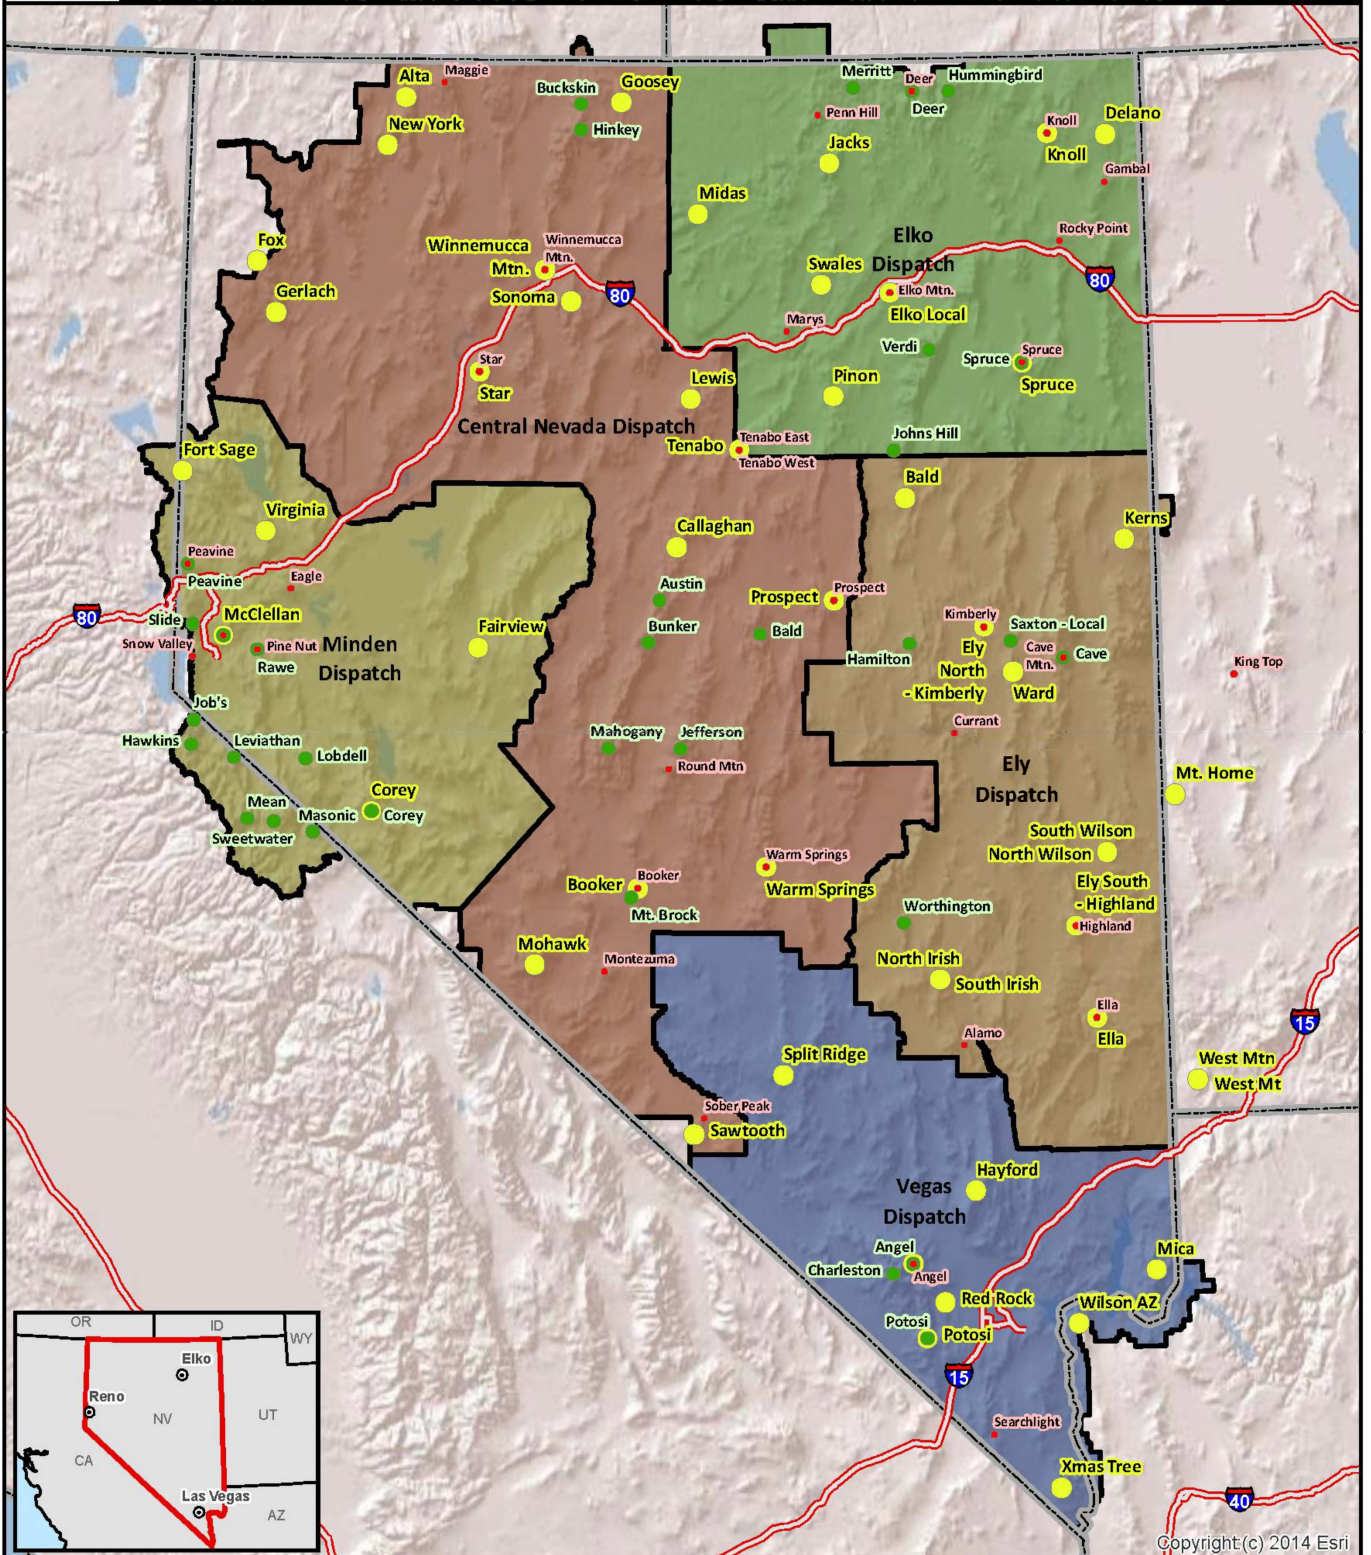 Alta
Maggie
Buckskin
Goosey
Merritt
Deer
Hummingbird
New York
Hinkey
Penn Hill
Deer
Knoll
Delano
Jacks
Knoll
Gambal
Midas
Fox
Winnemucca
Mtn.
Winnemucca
Mtn.
Elko
Dispatch
Rocky Point
Gerlach
Sonoma
80
Swales
Elko Mtn.
Elko Local
80
Marys
Star
Star
Verdi
Spruce
Spruce
Spruce
Lewis
Pinon
Central Nevada Dispatch
Tenabo
Tenabo East
Tenabo West
Johns Hill
Fort Sage
Bald
Virginia
Callaghan
Kerns
Peavine
Peavine
Eagle
Austin
Prospect
Prospect
80
Slide
McClellan
Snow Valley
Pine Nut
Rawe
Minden
Dispatch
Fairview
Bunker
Bald
Hamilton
Kimberly
Ely
North
- Kimberly
Saxton - Local
Cave
Mtn.
Cave
Ward
King Top
Job's
Currant
Hawkins
Leviathan
Lobdell
Mahogany
Jefferson
Round Mtn
Ely
Dispatch
Mt. Home
Corey
Corey
Mean
Masonic
Sweetwater
South Wilson
North Wilson
Booker
Booker
Mt. Brock
Warm Springs
Warm Springs
Ely South
- Highland
Highland
Worthington
Mohawk
Montezuma
North Irish
South Irish
Ella
Ella
15
Alamo
Split Ridge
West Mtn
West Mt
Sober Peak
Sawtooth
Hayford
Vegas
Dispatch
Angel
Angel
Charleston
Mica
Red Rock
Wilson AZ
Potosi
Potosi
15
Searchlight
Xmas Tree
40
OR
ID
WY
Elko
Reno
NV
UT
CA
Las Vegas
AZ
Copyright:(c) 2014 Esri